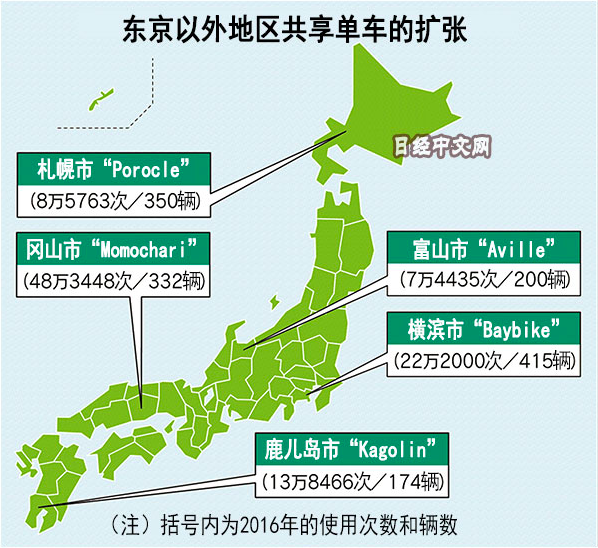 东京以外地区共享单车的扩张
日经中文网
札幌市“Porocle”
(8万5763次／350辆)
冈山市“Momochari”
(48万3448次／332辆)
富山市“Aville”
(7万4435次／200辆)
横滨市“Baybike”
(22万2000次／415辆)
鹿儿岛市“Kagolin”
(13万8466次／174辆)
（注）括号内为2016年的使用次数和辆数